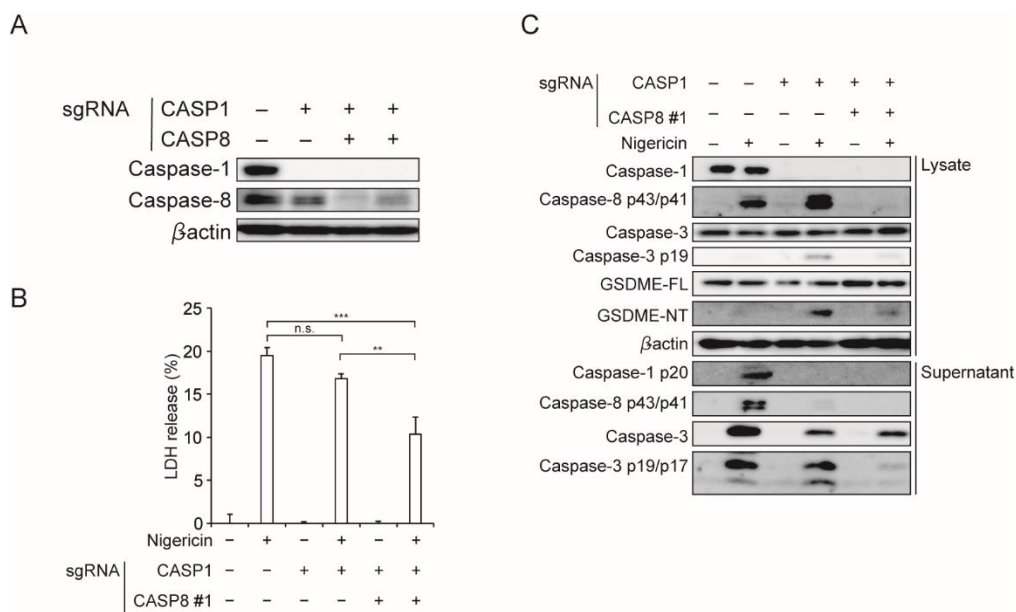 A
sgRNA CASP1 – + + +
CASP8 – – + +
Caspase-1
Caspase-8
βactin
B
25
20
15
10
5
0
LDH release (%)
***
n.s.
**
Nigericin – + – + – +
sgRNA CASP1 – – + + + +
CASP8 #1 – – – – + +
C
sgRNA CASP1 – – + + + +
CASP8 #1 – – – – + +
Nigericin – + – + – +
Caspase-1 Lysate
Caspase-8 p43/p41
Caspase-3
Caspase-3 p19
GSDME-FL
GSDME-NT
βactin
Caspase-1 p20 Supernatant
Caspase-8 p43/p41
Caspase-3
Caspase-3 p19/p17